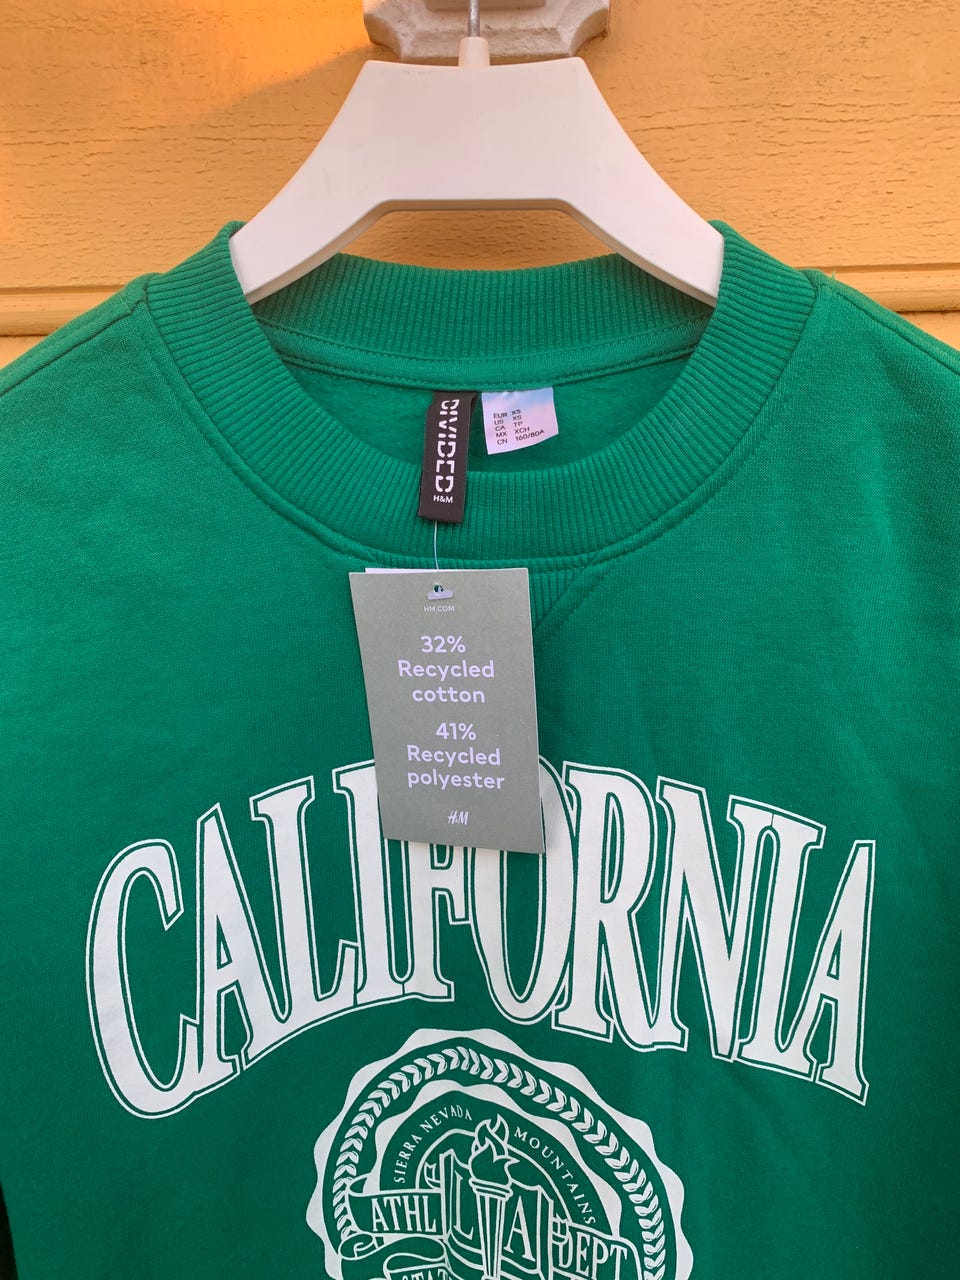 DIVIDED
H&M
EUR XS
US XS
CA TP
MX XCH
CN 160/80A
HM.COM
32%
Recycled
cotton
41%
Recycled
polyester
H&M
CALIFORNIA
SIERRA NEVADA MOUNTAINS
LA
ATHL DEPT